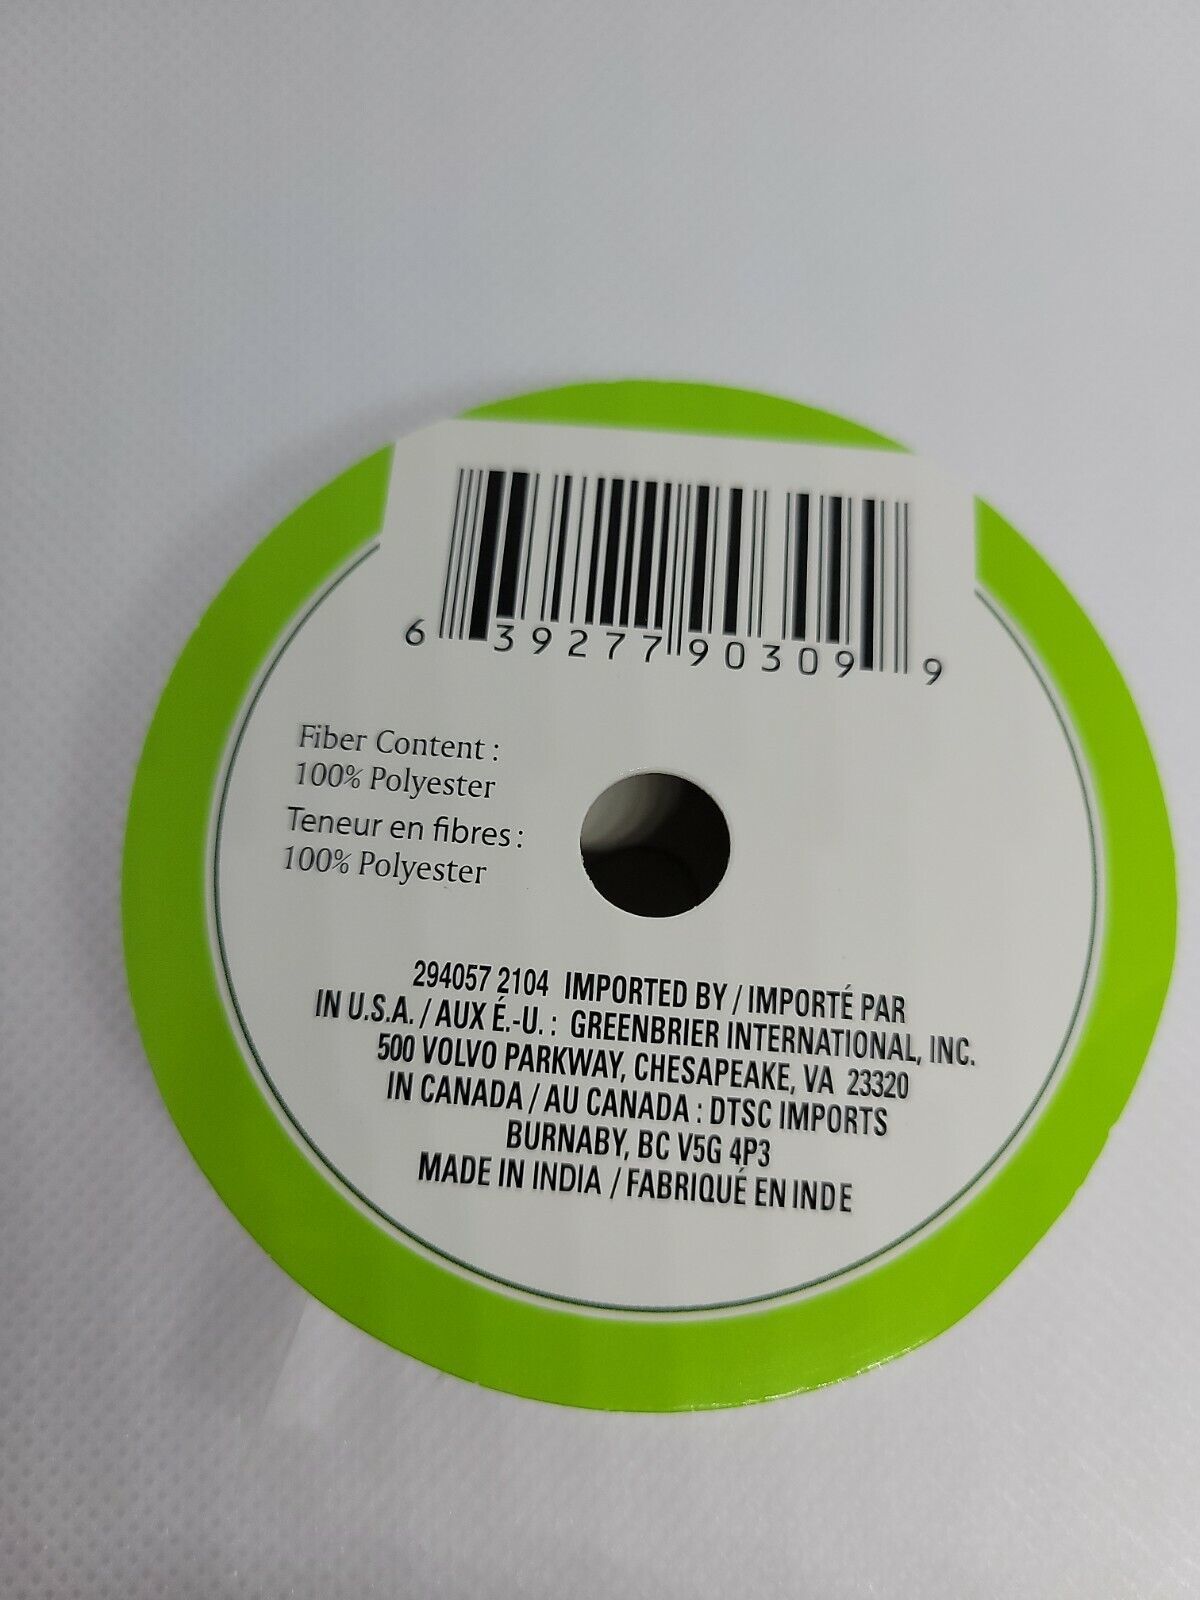 6 39277 90309 9
Fiber Content :
100% Polyester
Teneur en fibres :
100% Polyester
294057 2104 IMPORTED BY / IMPORTÉ PAR
IN U.S.A. / AUX É.-U. : GREENBRIER INTERNATIONAL, INC.
500 VOLVO PARKWAY, CHESAPEAKE, VA 23320
IN CANADA / AU CANADA : DTSC IMPORTS
BURNABY, BC V5G 4P3
MADE IN INDIA / FABRIQUÉ EN INDE